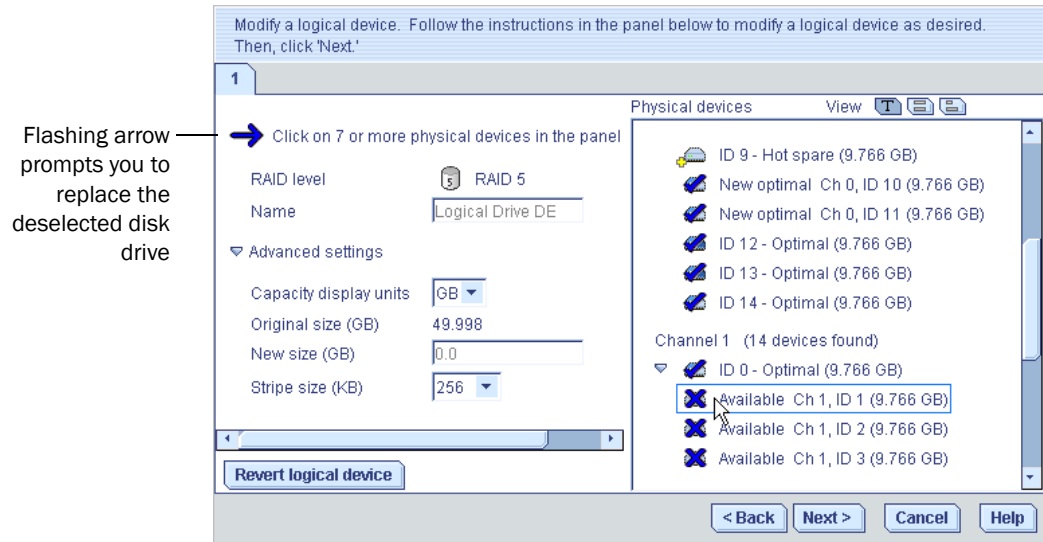 Modify a logical device. Follow the instructions in the panel below to modify a logical device as desired.
Then, click 'Next.'
1
Flashing arrow
prompts you to
replace the
deselected disk
drive
Click on 7 or more physical devices in the panel
RAID level
5
RAID 5
Name
Logical Drive DE
Advanced settings
Capacity display units
GB
Original size (GB)
49.998
New size (GB)
0.0
Stripe size (KB)
256
Revert logical device
Physical devices
View
T
ID 9 - Hot spare (9.766 GB)
New optimal Ch 0, ID 10 (9.766 GB)
New optimal Ch 0, ID 11 (9.766 GB)
ID 12 - Optimal (9.766 GB)
ID 13 - Optimal (9.766 GB)
ID 14 - Optimal (9.766 GB)
Channel 1 (14 devices found)
ID 0 - Optimal (9.766 GB)
Available Ch 1, ID 1 (9.766 GB)
Available Ch 1, ID 2 (9.766 GB)
Available Ch 1, ID 3 (9.766 GB)
< Back
Next >
Cancel
Help